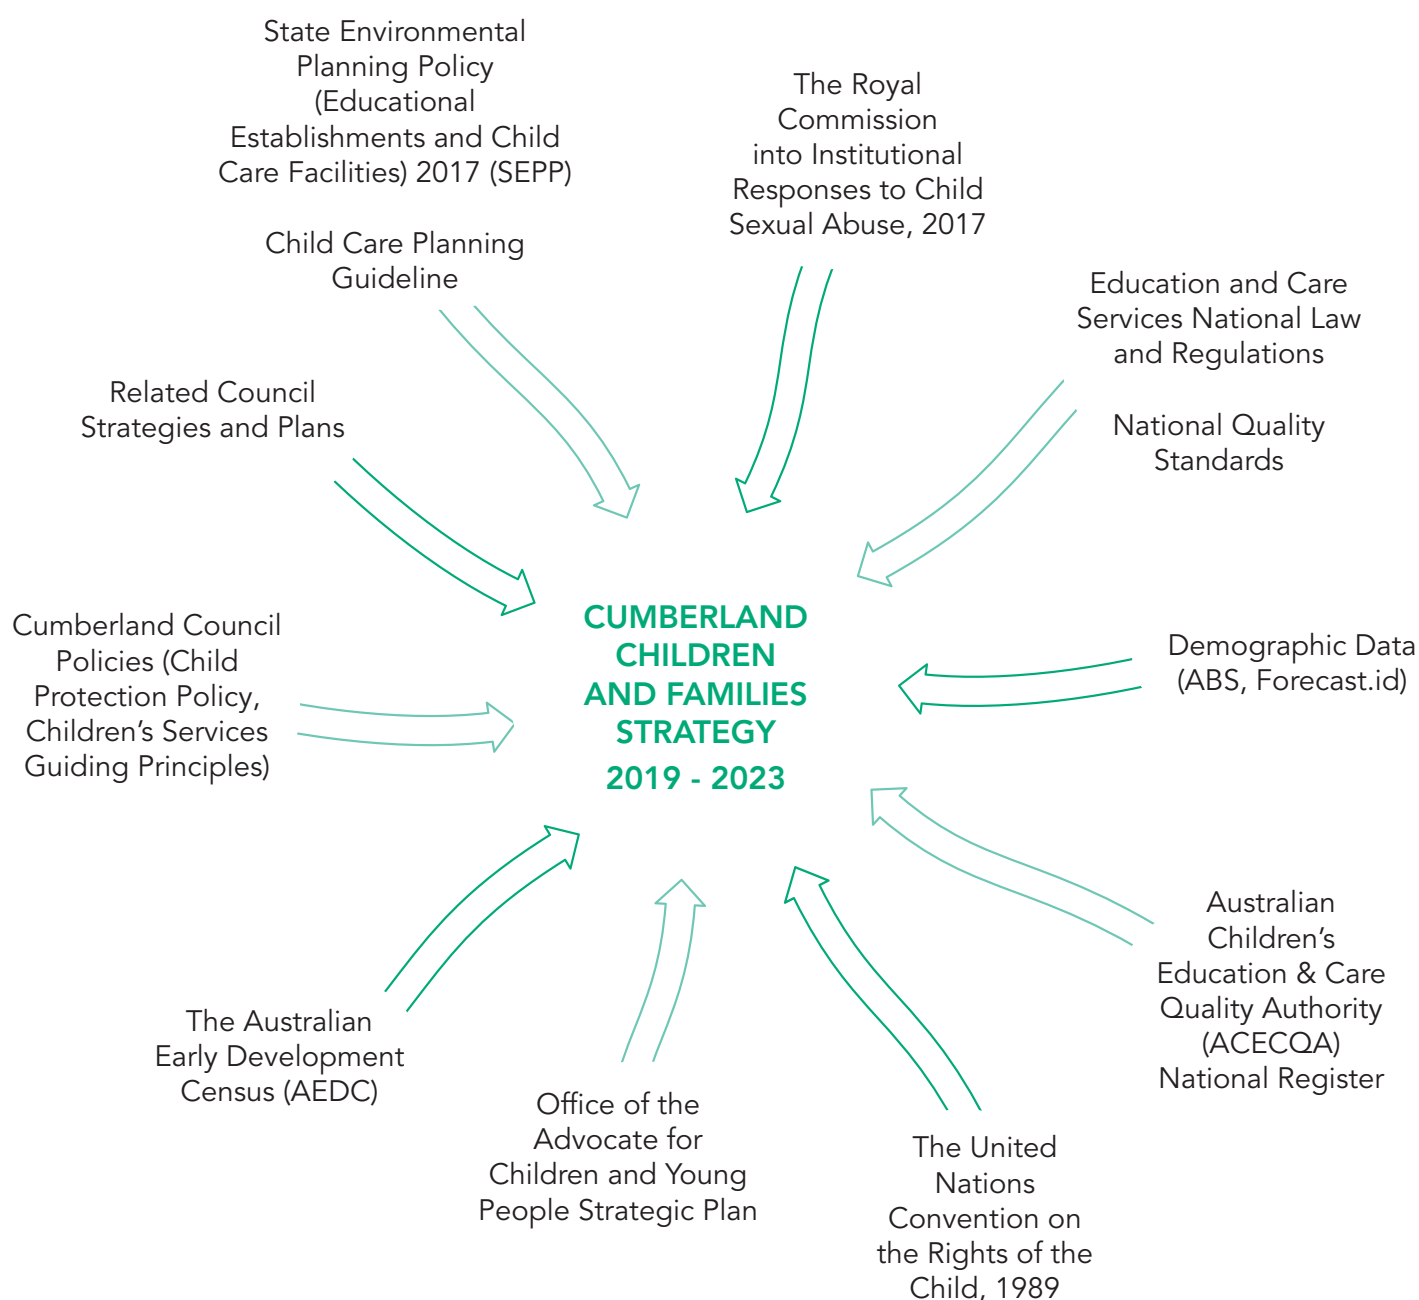 State Environmental
Planning Policy
(Educational
Establishments and Child
Care Facilities) 2017 (SEPP)
Child Care Planning
Guideline
The Royal
Commission
into Institutional
Responses to Child
Sexual Abuse, 2017
Education and Care
Services National Law
and Regulations
National Quality
Standards
Related Council
Strategies and Plans
CUMBERLAND
CHILDREN
AND FAMILIES
STRATEGY
2019 - 2023
Cumberland Council
Policies (Child
Protection Policy,
Children’s Services
Guiding Principles)
Demographic Data
(ABS, Forecast.id)
Australian
Children’s
Education & Care
Quality Authority
(ACECQA)
National Register
The Australian
Early Development
Census (AEDC)
Office of the
Advocate for
Children and Young
People Strategic Plan
The United
Nations
Convention on
the Rights of the
Child, 1989